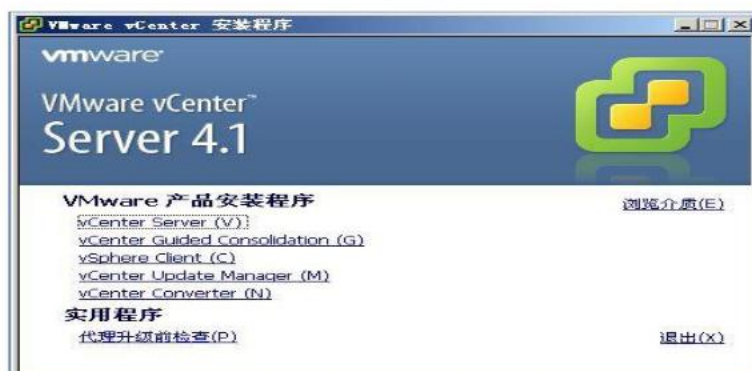 VMware vCenter 安装程序
vmware
VMware vCenter™
Server 4.1
VMware 产品安装程序
浏览介质(E)
vCenter Server (V)
vCenter Guided Consolidation (G)
vSphere Client (C)
vCenter Update Manager (M)
vCenter Converter (N)
实用程序
代理升级前检查(P)
退出(X)